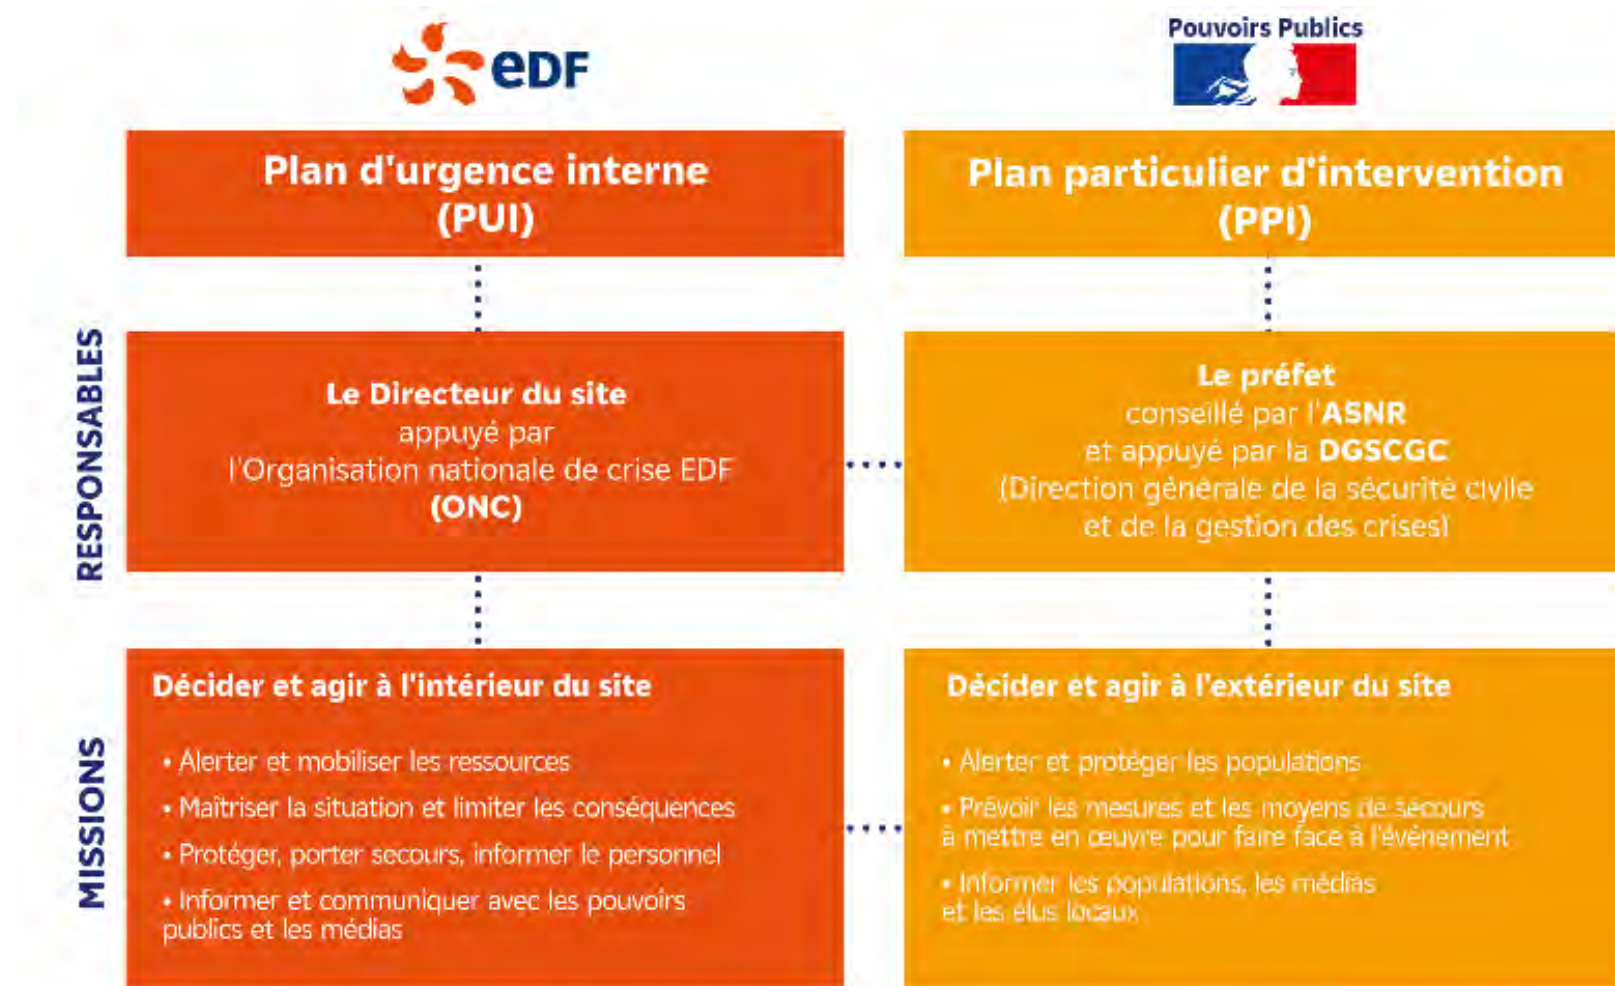 eDF
Pouvoirs Publics
Plan d'urgence interne
(PUI)
Plan particulier d'intervention
(PPI)
RESPONSABLES
Le Directeur du site
appuyé par
l'Organisation nationale de crise EDF
(ONC)
Le préfet
conseillé par l'ASNR
et appuyé par la DGSCGC
(Direction générale de la sécurité civile
et de la gestion des crises)
MISSIONS
Décider et agir à l'intérieur du site
• Alerter et mobiliser les ressources
• Maîtriser la situation et limiter les conséquences
• Protéger, porter secours, informer le personnel
• Informer et communiquer avec les pouvoirs
publics et les médias
Décider et agir à l'extérieur du site
• Alerter et protéger les populations
• Prévoir les mesures et les moyens de secours
à mettre en œuvre pour faire face à l'événement
• Informer les populations, les médias
et les élus locaux